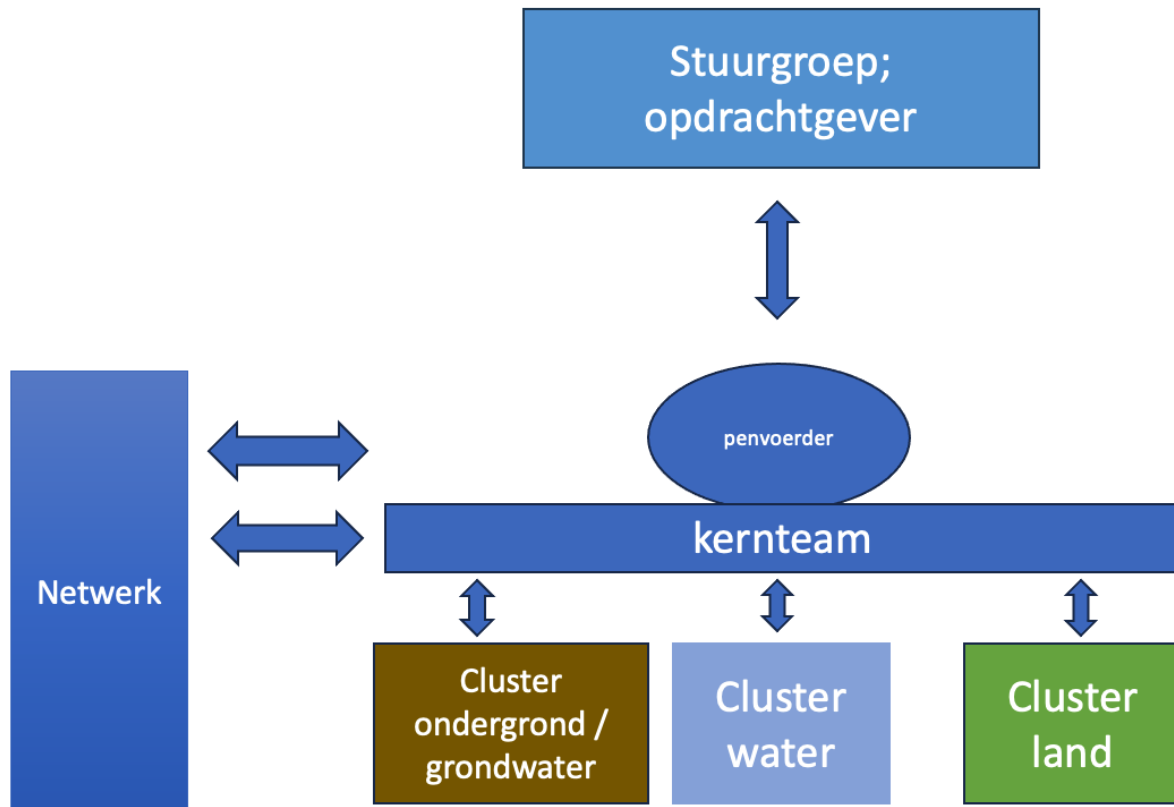 Stuurgroep;
opdrachtgever
penvoerder
kernteam
Netwerk
Cluster
ondergrond /
grondwater
Cluster
water
Cluster
land